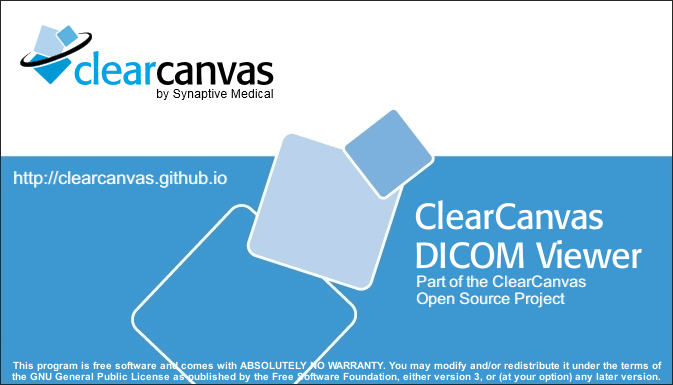 clearcanvas
by Synaptive Medical
http://clearcanvas.github.io
ClearCanvas
DICOM Viewer
Part of the ClearCanvas
Open Source Project
This program is free software and comes with ABSOLUTELY NO WARRANTY. You may modify and/or redistribute it under the terms of
the GNU General Public License as published by the Free Software Foundation, either version 3, or (at your option) any later version.